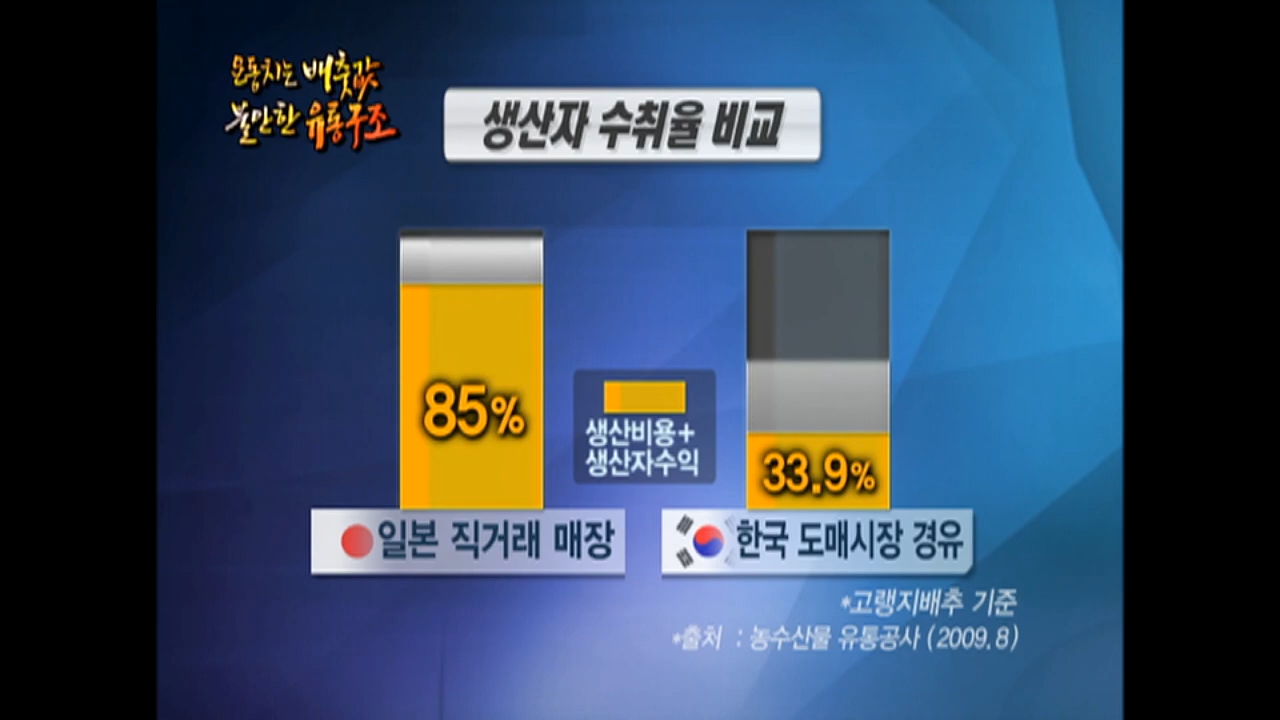 요동치는 배춧값
불안한 유통구조
생산자 수취율 비교
85%
생산비용+
생산자수익
33.9%
일본 직거래 매장
한국 도매시장 경유
*고랭지배추 기준
*출처 : 농수산물 유통공사 (2009.8)